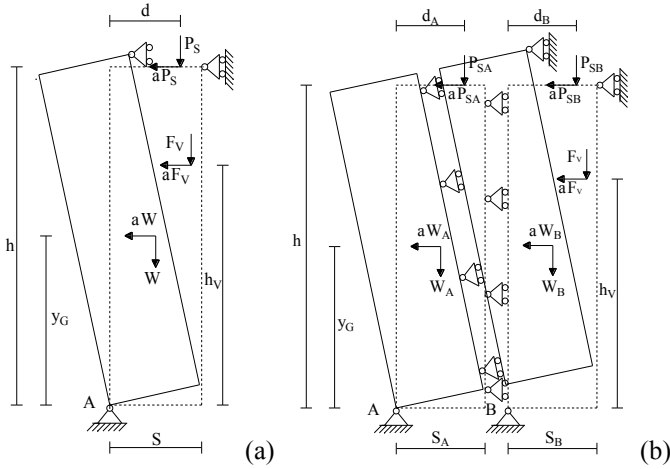 d
P_S
aP_S
F_V
aF_V
aW
W
h
h_V
y_G
A
S
(a)
d_A
d_B
P_SA
aP_SA
P_SB
aP_SB
F_V
aF_V
aW_A
W_A
aW_B
W_B
h
h_V
y_G
A
B
S_A
S_B
(b)